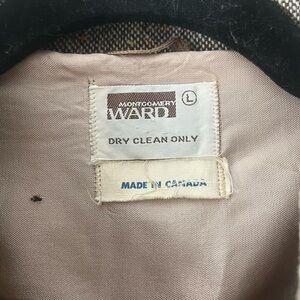 MONTGOMERY
WARD
L
DRY CLEAN ONLY
MADE IN CANADA